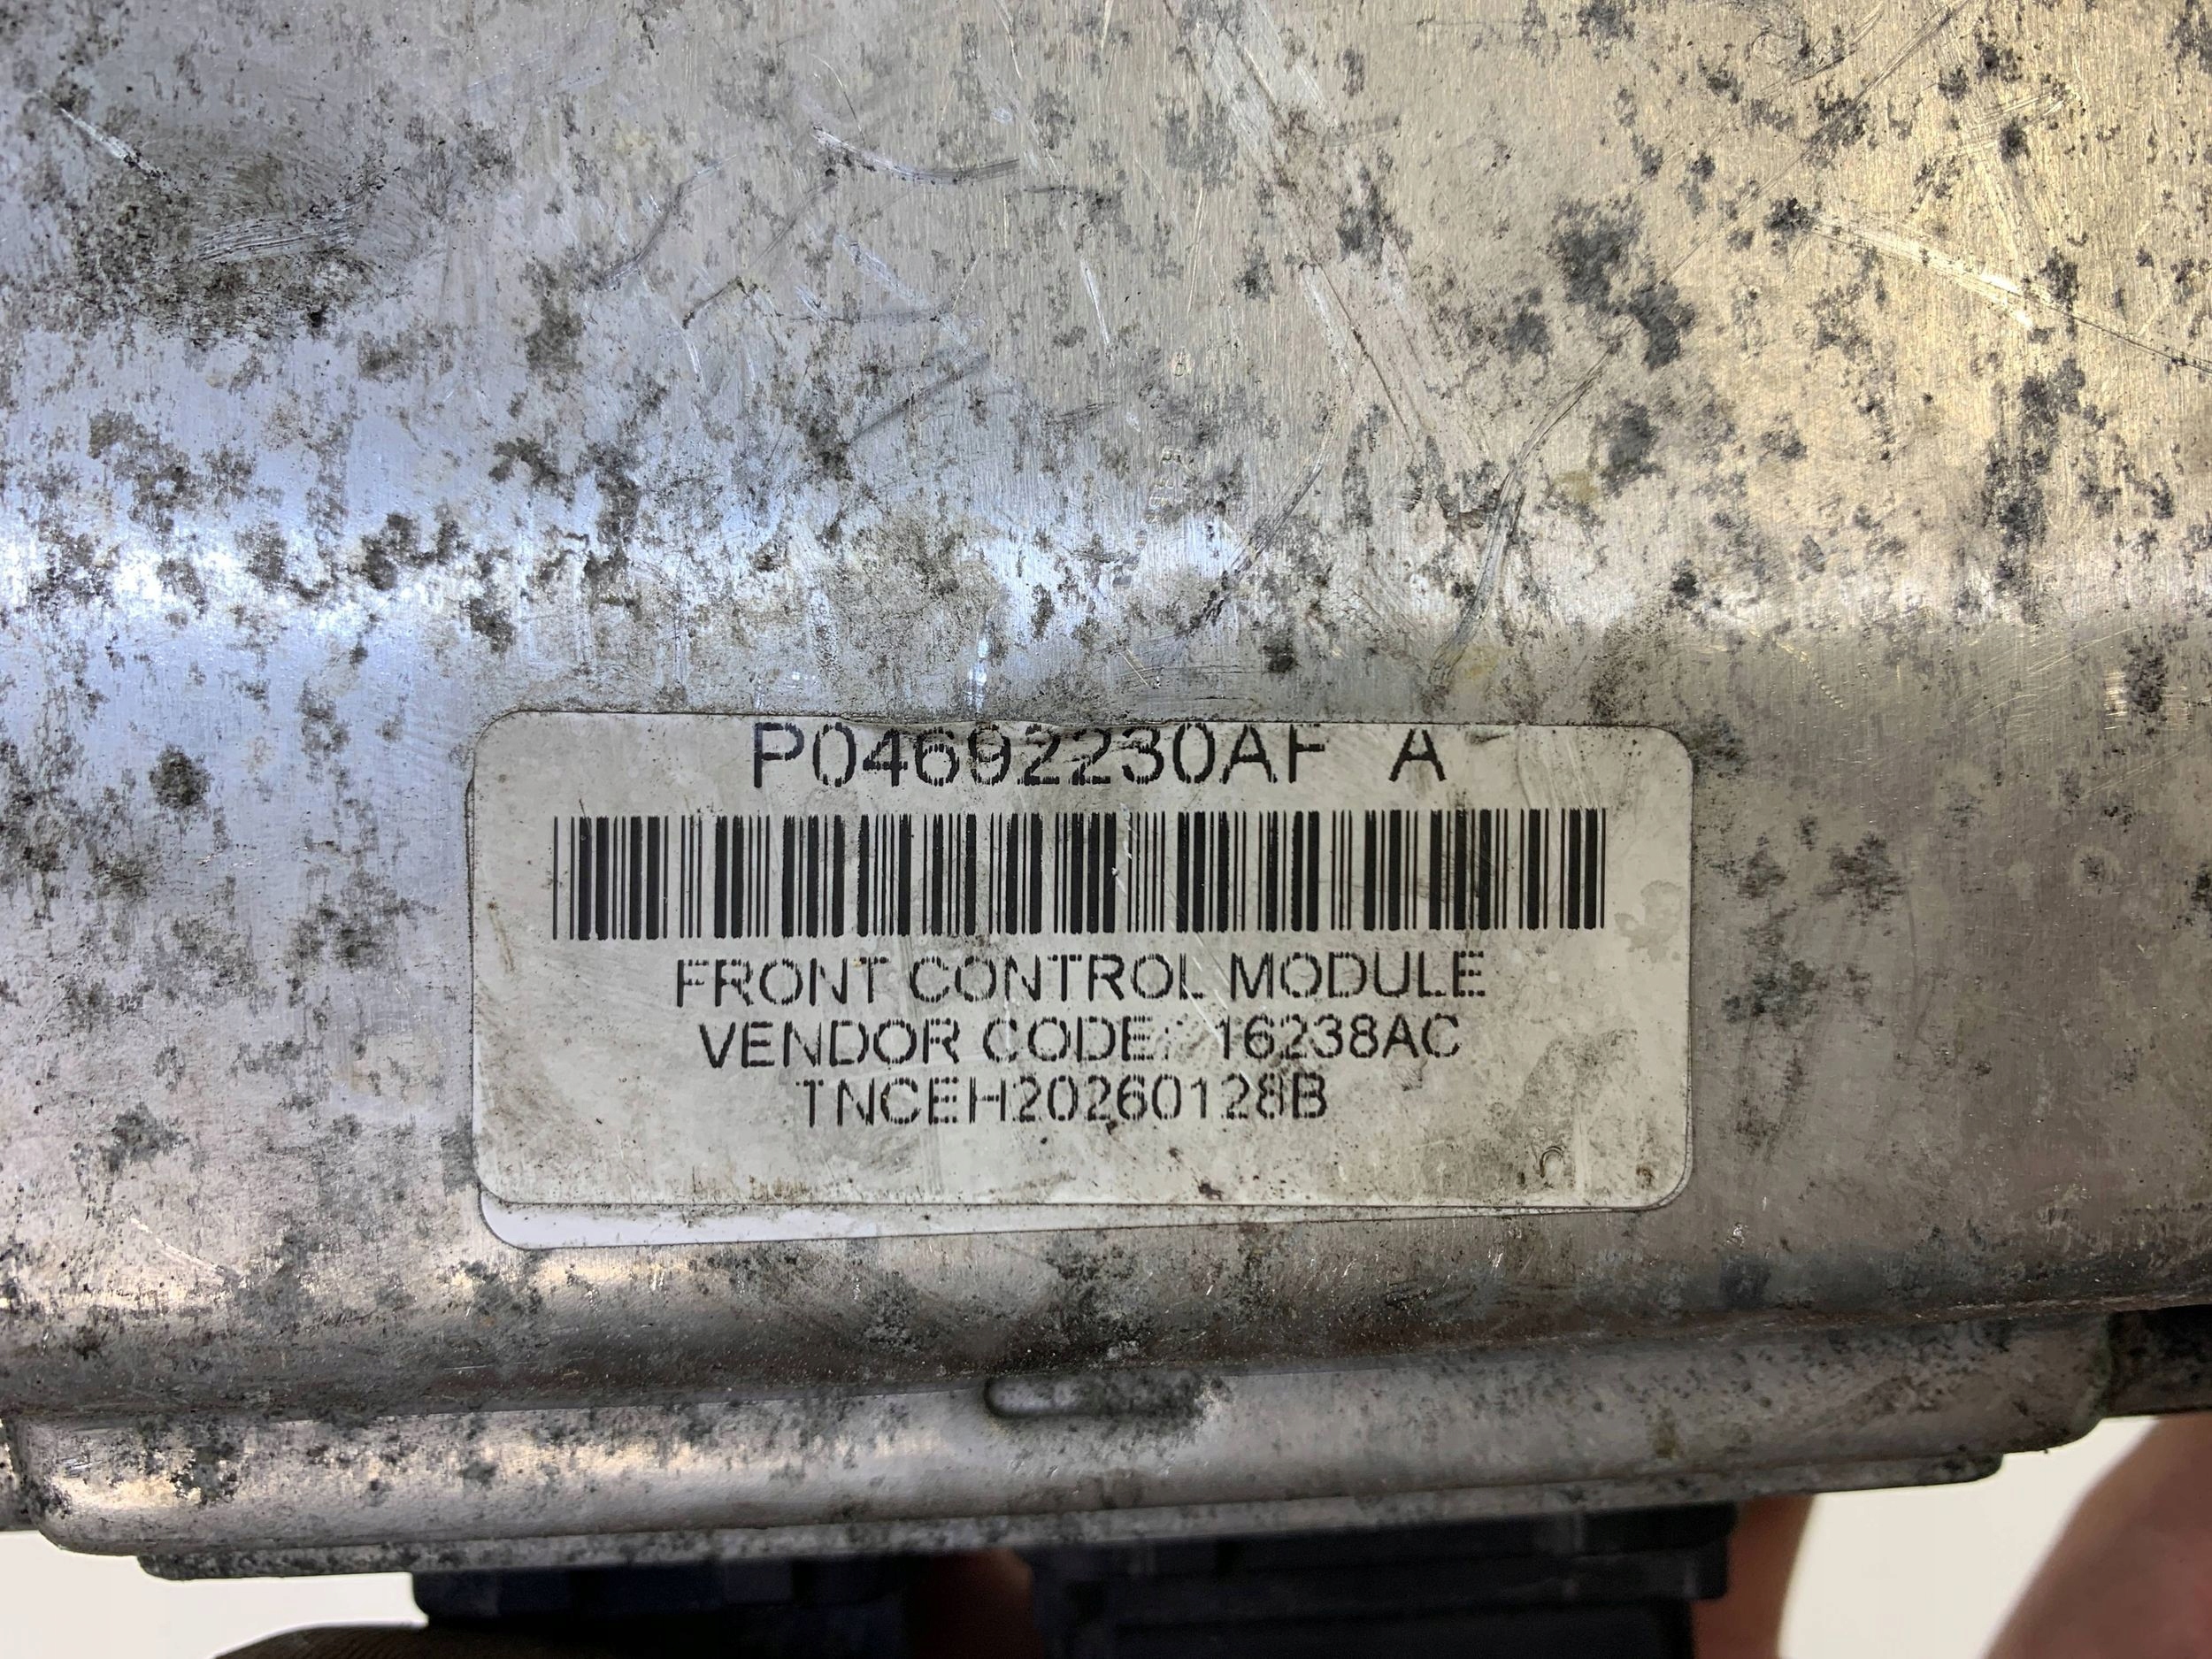 P04692230AF A
FRONT CONTROL MODULE
VENDOR CODE: 16238AC
TNCEH20260128B